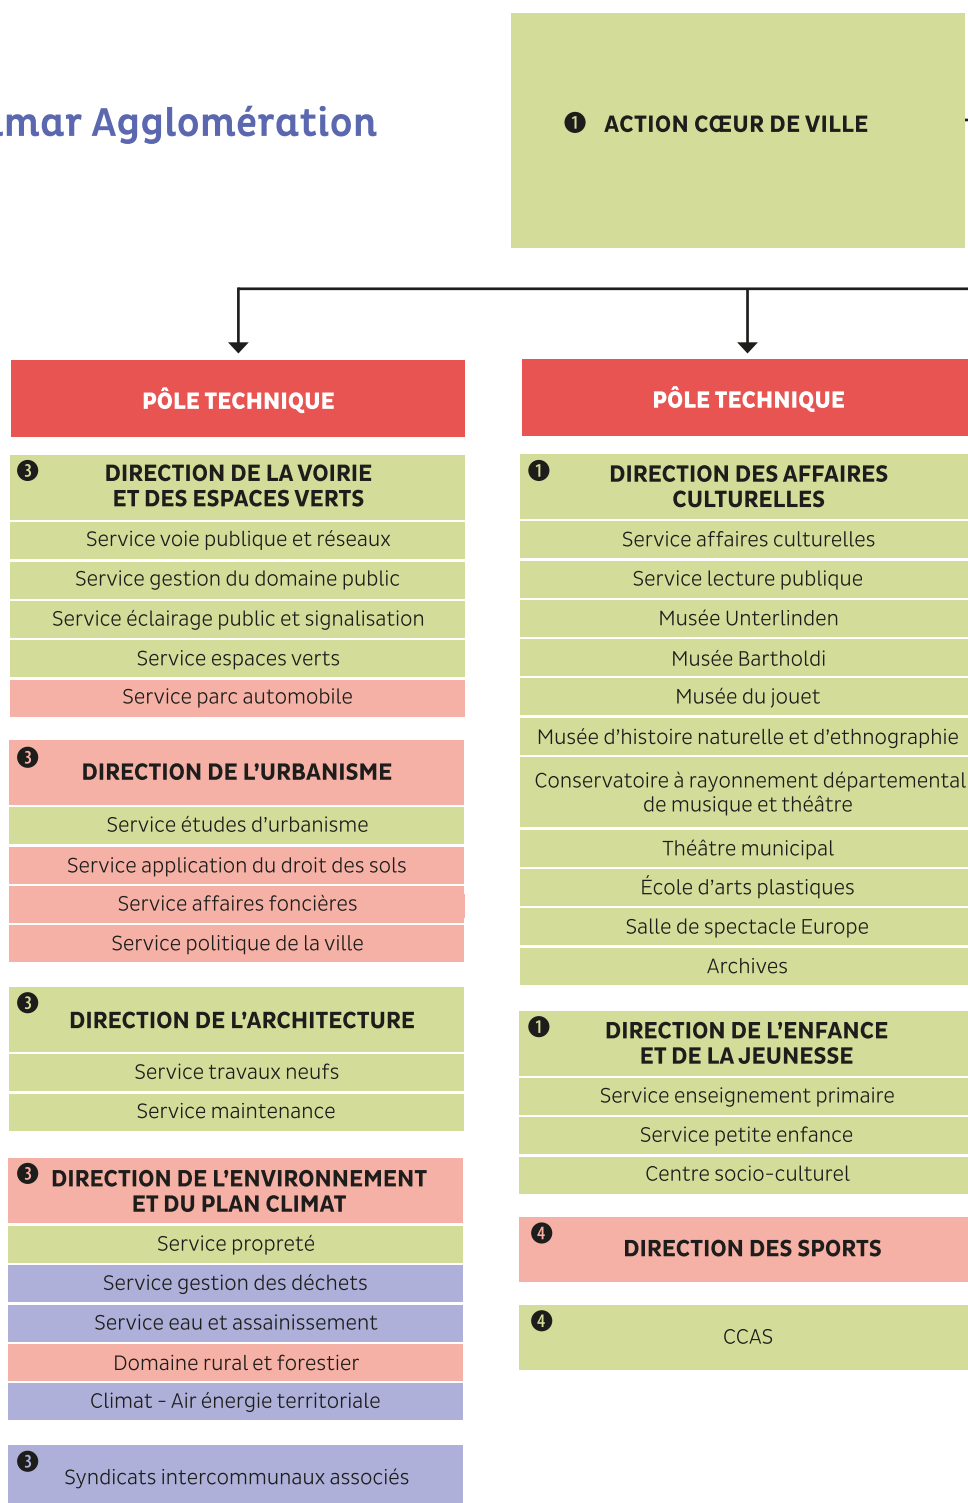 lmar Agglomération
❶ ACTION CŒUR DE VILLE
PÔLE TECHNIQUE
❸ DIRECTION DE LA VOIRIE
ET DES ESPACES VERTS
Service voie publique et réseaux
Service gestion du domaine public
Service éclairage public et signalisation
Service espaces verts
Service parc automobile
❸ DIRECTION DE L’URBANISME
Service études d’urbanisme
Service application du droit des sols
Service affaires foncières
Service politique de la ville
❸ DIRECTION DE L’ARCHITECTURE
Service travaux neufs
Service maintenance
❸ DIRECTION DE L’ENVIRONNEMENT
ET DU PLAN CLIMAT
Service propreté
Service gestion des déchets
Service eau et assainissement
Domaine rural et forestier
Climat - Air énergie territoriale
❸ Syndicats intercommunaux associés
PÔLE TECHNIQUE
❶ DIRECTION DES AFFAIRES
CULTURELLES
Service affaires culturelles
Service lecture publique
Musée Unterlinden
Musée Bartholdi
Musée du jouet
Musée d’histoire naturelle et d’ethnographie
Conservatoire à rayonnement départemental
de musique et théâtre
Théâtre municipal
École d’arts plastiques
Salle de spectacle Europe
Archives
❶ DIRECTION DE L’ENFANCE
ET DE LA JEUNESSE
Service enseignement primaire
Service petite enfance
Centre socio-culturel
❹ DIRECTION DES SPORTS
❹ CCAS